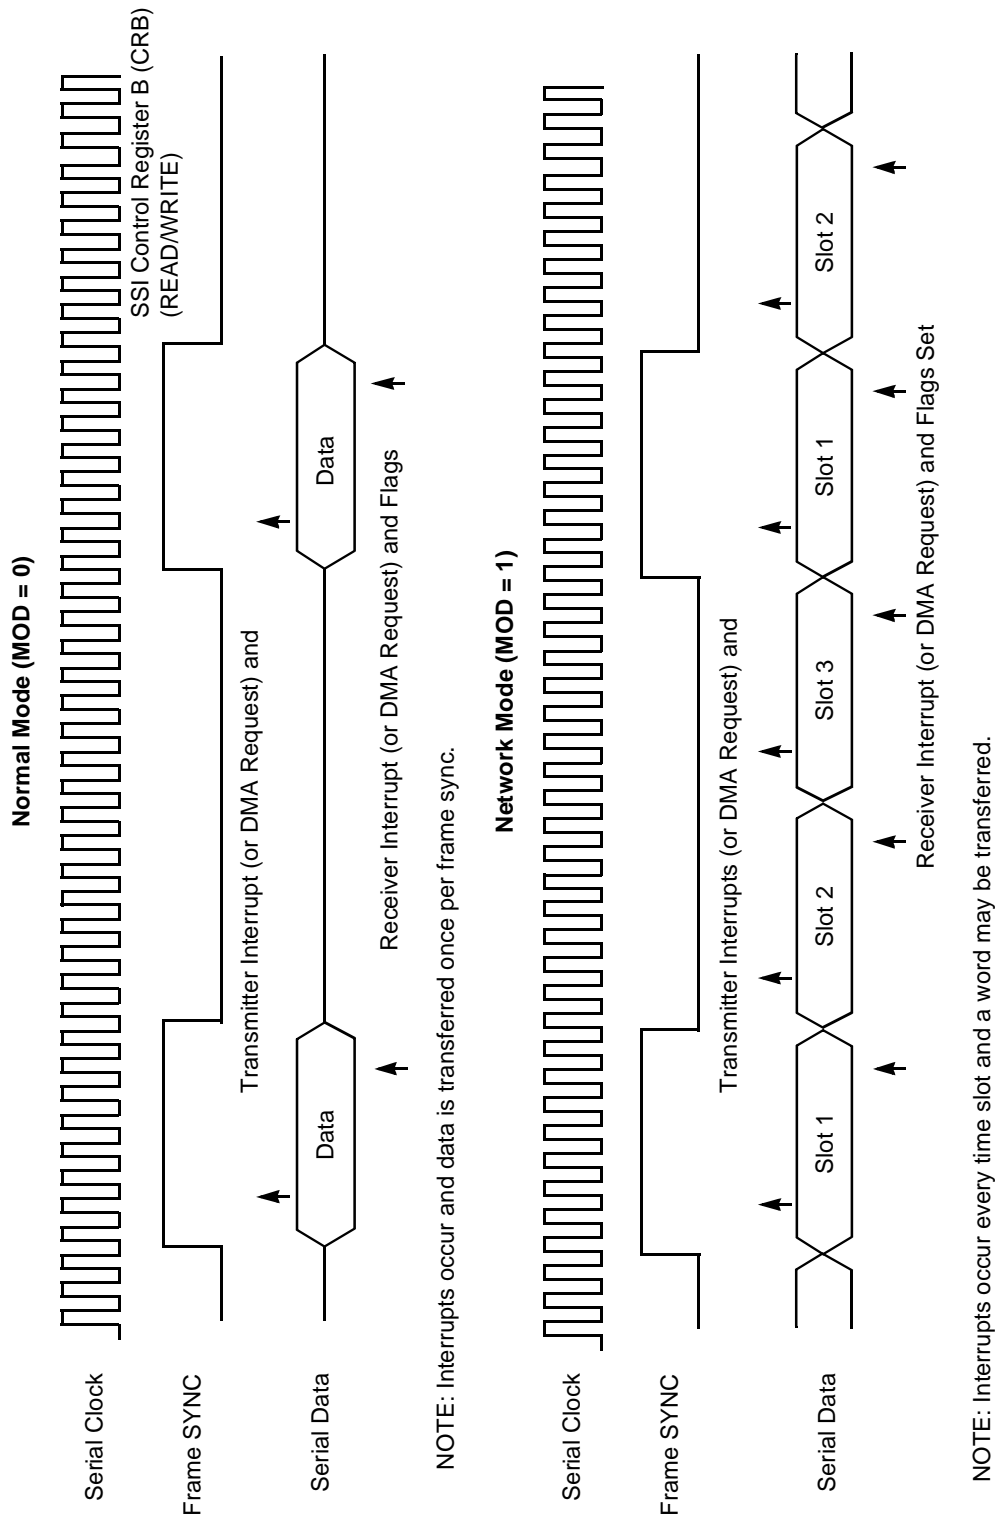 Normal Mode (MOD = 0)
Serial Clock
SSI Control Register B (CRB)
(READ/WRITE)
Frame SYNC
Transmitter Interrupt (or DMA Request) and
Serial Data
Data
Data
Receiver Interrupt (or DMA Request) and Flags
NOTE: Interrupts occur and data is transferred once per frame sync.
Network Mode (MOD = 1)
Serial Clock
Frame SYNC
Transmitter Interrupts (or DMA Request) and
Serial Data
Slot 1
Slot 2
Slot 3
Slot 1
Slot 2
Receiver Interrupt (or DMA Request) and Flags Set
NOTE: Interrupts occur every time slot and a word may be transferred.